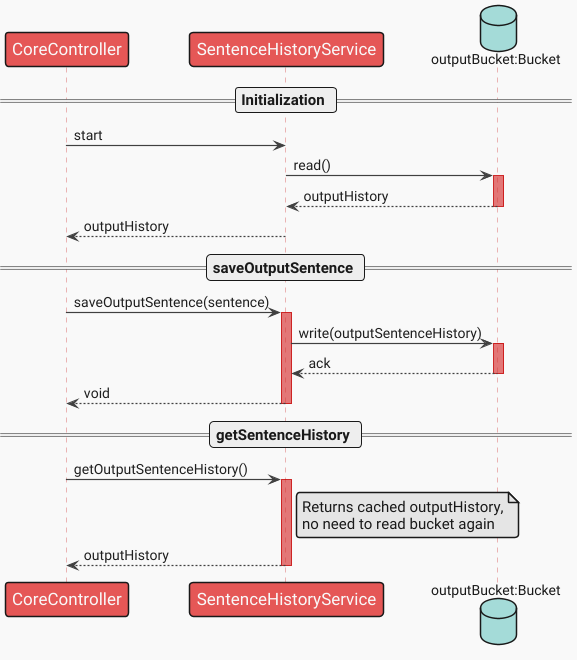 CoreController
SentenceHistoryService
outputBucket:Bucket
Initialization
start
read()
outputHistory
outputHistory
saveOutputSentence
saveOutputSentence(sentence)
write(outputSentenceHistory)
ack
void
getSentenceHistory
getOutputSentenceHistory()
Returns cached outputHistory,
no need to read bucket again
outputHistory
CoreController
SentenceHistoryService
outputBucket:Bucket